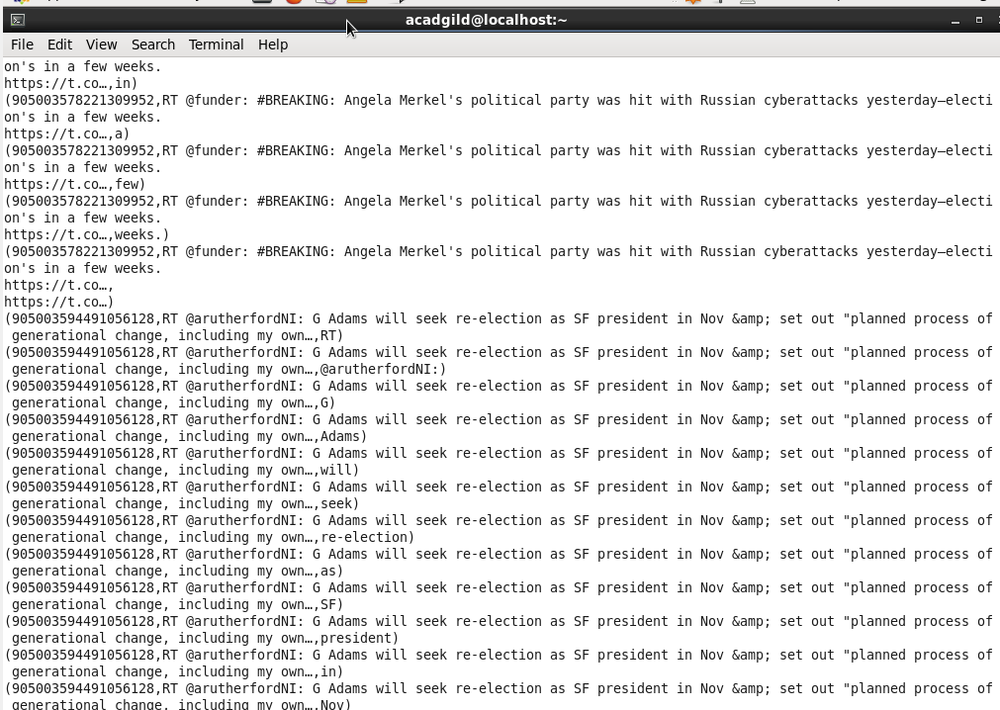 acadgild@localhost:~
File Edit View Search Terminal Help
on's in a few weeks.
https://t.co…,in)
(905003578221309952,RT @funder: #BREAKING: Angela Merkel's political party was hit with Russian cyberattacks yesterday—electi
on's in a few weeks.
https://t.co…,a)
(905003578221309952,RT @funder: #BREAKING: Angela Merkel's political party was hit with Russian cyberattacks yesterday—electi
on's in a few weeks.
https://t.co…,few)
(905003578221309952,RT @funder: #BREAKING: Angela Merkel's political party was hit with Russian cyberattacks yesterday—electi
on's in a few weeks.
https://t.co…,weeks.)
(905003578221309952,RT @funder: #BREAKING: Angela Merkel's political party was hit with Russian cyberattacks yesterday—electi
on's in a few weeks.
https://t.co…,
https://t.co…)
(905003594491056128,RT @arutherfordNI: G Adams will seek re-election as SF president in Nov &amp; set out "planned process of
generational change, including my own…,RT)
(905003594491056128,RT @arutherfordNI: G Adams will seek re-election as SF president in Nov &amp; set out "planned process of
generational change, including my own…,@arutherfordNI:)
(905003594491056128,RT @arutherfordNI: G Adams will seek re-election as SF president in Nov &amp; set out "planned process of
generational change, including my own…,G)
(905003594491056128,RT @arutherfordNI: G Adams will seek re-election as SF president in Nov &amp; set out "planned process of
generational change, including my own…,Adams)
(905003594491056128,RT @arutherfordNI: G Adams will seek re-election as SF president in Nov &amp; set out "planned process of
generational change, including my own…,will)
(905003594491056128,RT @arutherfordNI: G Adams will seek re-election as SF president in Nov &amp; set out "planned process of
generational change, including my own…,seek)
(905003594491056128,RT @arutherfordNI: G Adams will seek re-election as SF president in Nov &amp; set out "planned process of
generational change, including my own…,re-election)
(905003594491056128,RT @arutherfordNI: G Adams will seek re-election as SF president in Nov &amp; set out "planned process of
generational change, including my own…,as)
(905003594491056128,RT @arutherfordNI: G Adams will seek re-election as SF president in Nov &amp; set out "planned process of
generational change, including my own…,SF)
(905003594491056128,RT @arutherfordNI: G Adams will seek re-election as SF president in Nov &amp; set out "planned process of
generational change, including my own…,president)
(905003594491056128,RT @arutherfordNI: G Adams will seek re-election as SF president in Nov &amp; set out "planned process of
generational change, including my own…,in)
(905003594491056128,RT @arutherfordNI: G Adams will seek re-election as SF president in Nov &amp; set out "planned process of
generational change, including my own…,Nov)